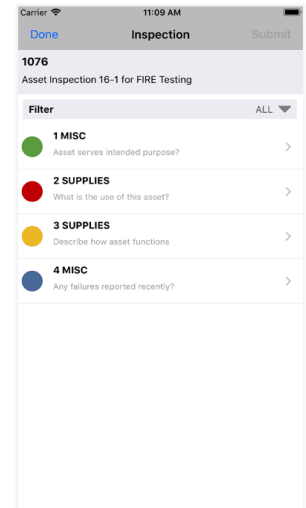 Carrier 11:09 AM
Done Inspection Submit
1076
Asset Inspection 16-1 for FIRE Testing
Filter ALL
1 MISC
Asset serves intended purpose?
2 SUPPLIES
What is the use of this asset?
3 SUPPLIES
Describe how asset functions
4 MISC
Any failures reported recently?